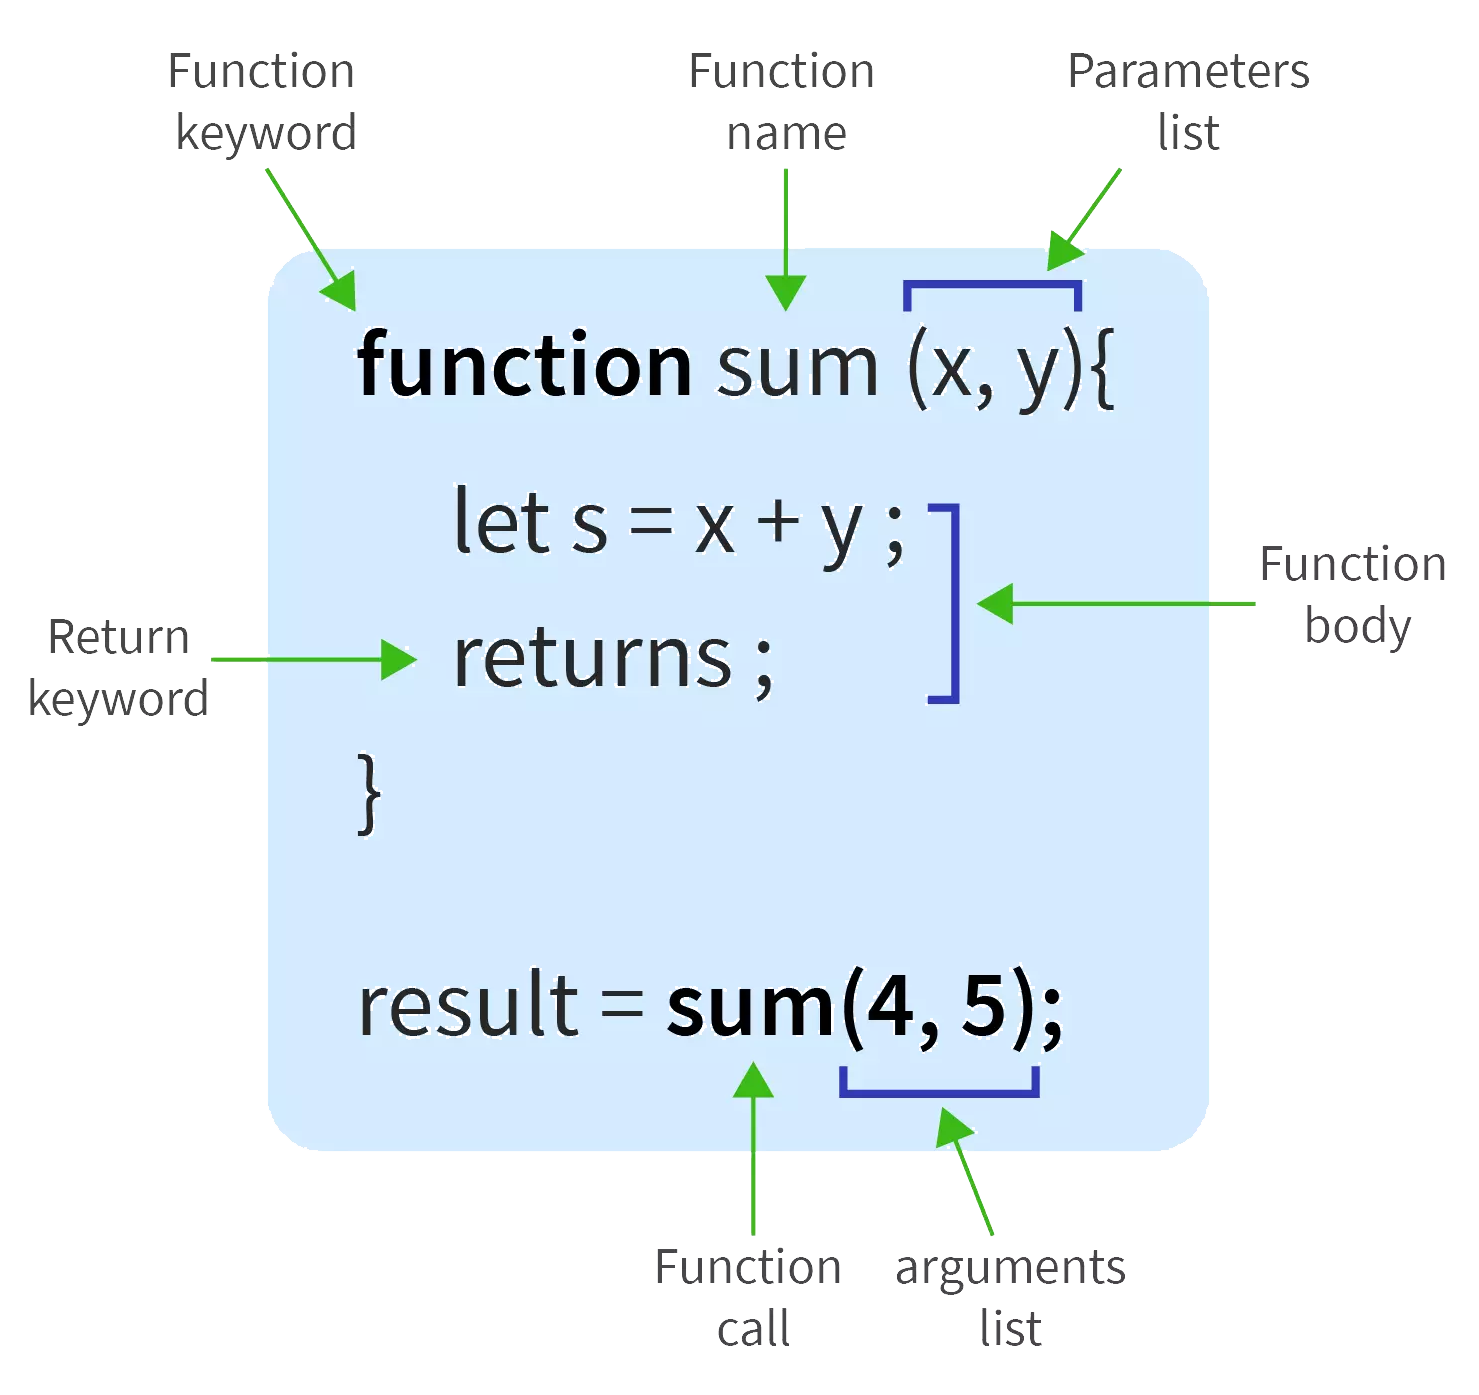 Function
keyword
Function
name
Parameters
list
function sum (x, y){
let s = x + y ;
Function
body
Return
keyword
returns ;
}
result = sum(4, 5);
Function
call
arguments
list